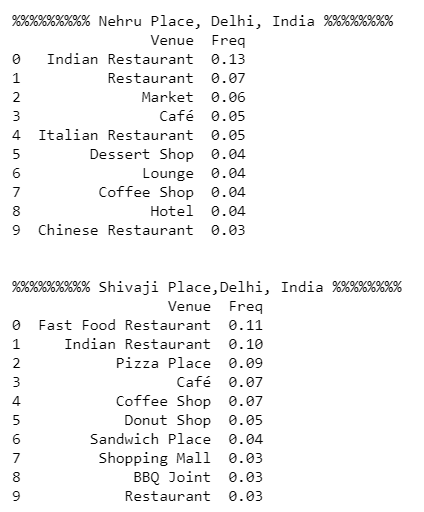 %%%%%%%%% Nehru Place, Delhi, India %%%%%%%%
Venue Freq
0 Indian Restaurant 0.13
1 Restaurant 0.07
2 Market 0.06
3 Café 0.05
4 Italian Restaurant 0.05
5 Dessert Shop 0.04
6 Lounge 0.04
7 Coffee Shop 0.04
8 Hotel 0.04
9 Chinese Restaurant 0.03
%%%%%%%%% Shivaji Place,Delhi, India %%%%%%%%
Venue Freq
0 Fast Food Restaurant 0.11
1 Indian Restaurant 0.10
2 Pizza Place 0.09
3 Café 0.07
4 Coffee Shop 0.07
5 Donut Shop 0.05
6 Sandwich Place 0.04
7 Shopping Mall 0.03
8 BBQ Joint 0.03
9 Restaurant 0.03